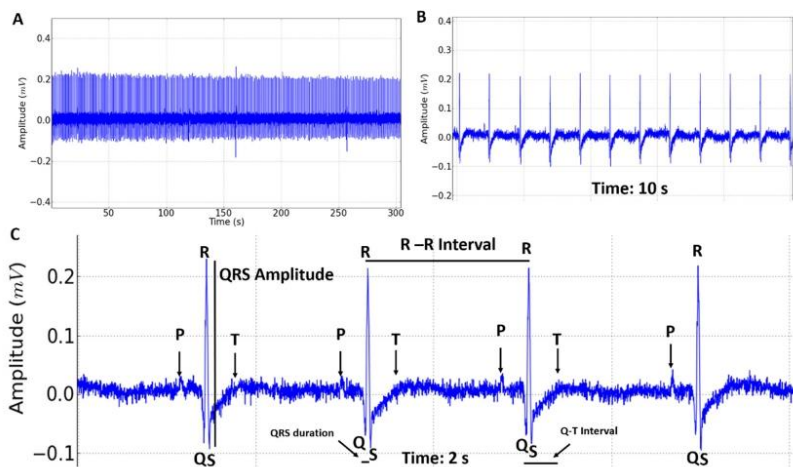 A
Amplitude (mV)
0.4
0.2
0.0
−0.2
−0.4
50
100
150
200
250
300
Time (s)
B
Amplitude (mV)
0.4
0.3
0.2
0.1
0.0
−0.1
−0.2
Time: 10 s
C
Amplitude (mV)
0.2
0.1
0.0
−0.1
R
QRS Amplitude
R
R –R Interval
R
R
P
T
P
T
P
T
P
QS
QRS duration
Q
S
Time: 2 s
QS
Q-T Interval
QS